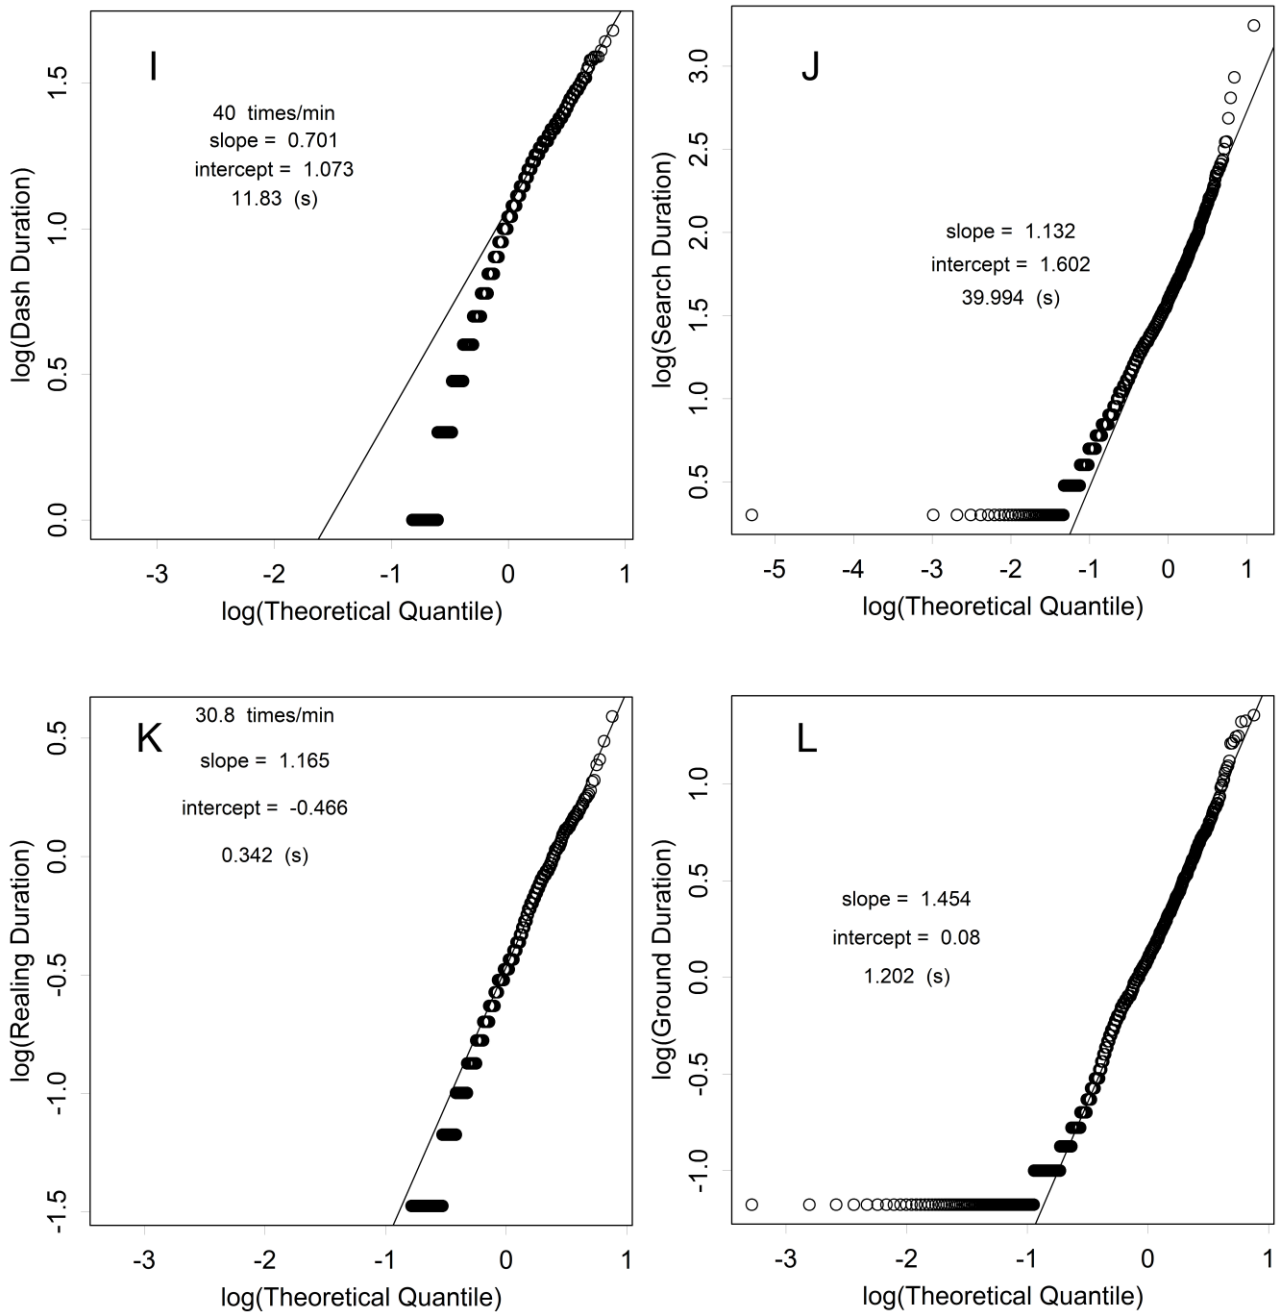 I
40 times/min
slope = 0.701
intercept = 1.073
11.83 (s)
log(Dash Duration)
0.0
0.5
1.0
1.5
-3
-2
-1
0
1
log(Theoretical Quantile)
J
slope = 1.132
intercept = 1.602
39.994 (s)
log(Search Duration)
0.5
1.0
1.5
2.0
2.5
3.0
-5
-4
-3
-2
-1
0
1
log(Theoretical Quantile)
K
30.8 times/min
slope = 1.165
intercept = -0.466
0.342 (s)
log(Realing Duration)
-1.5
-1.0
-0.5
0.0
0.5
-3
-2
-1
0
1
log(Theoretical Quantile)
L
slope = 1.454
intercept = 0.08
1.202 (s)
log(Ground Duration)
-1.0
-0.5
0.0
0.5
1.0
-3
-2
-1
0
1
log(Theoretical Quantile)